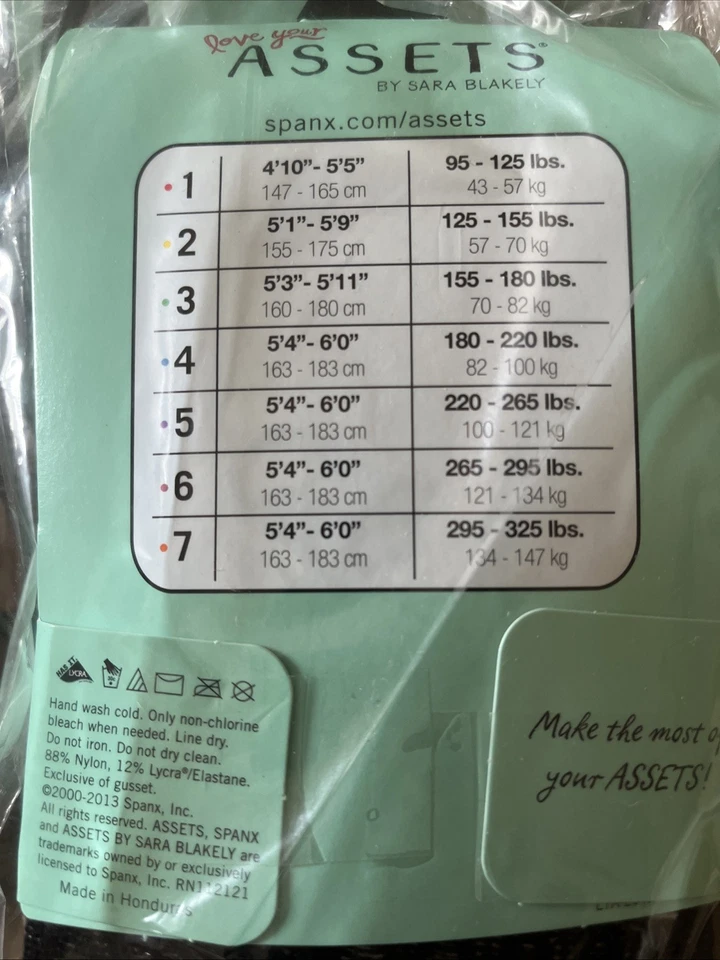 love your
ASSETS®
BY SARA BLAKELY
spanx.com/assets
1 4'10"- 5'5" 95 - 125 lbs.
147 - 165 cm 43 - 57 kg
2 5'1"- 5'9" 125 - 155 lbs.
155 - 175 cm 57 - 70 kg
3 5'3"- 5'11" 155 - 180 lbs.
160 - 180 cm 70 - 82 kg
4 5'4"- 6'0" 180 - 220 lbs.
163 - 183 cm 82 - 100 kg
5 5'4"- 6'0" 220 - 265 lbs.
163 - 183 cm 100 - 121 kg
6 5'4"- 6'0" 265 - 295 lbs.
163 - 183 cm 121 - 134 kg
7 5'4"- 6'0" 295 - 325 lbs.
163 - 183 cm 134 - 147 kg
HAS IT.
LYCRA
Hand wash cold. Only non-chlorine
bleach when needed. Line dry.
Do not iron. Do not dry clean.
88% Nylon, 12% Lycra®/Elastane.
Exclusive of gusset.
©2000-2013 Spanx, Inc.
All rights reserved. ASSETS, SPANX
and ASSETS BY SARA BLAKELY are
trademarks owned by or exclusively
licensed to Spanx, Inc. RN112121
Made in Honduras
Make the most o
your ASSETS!